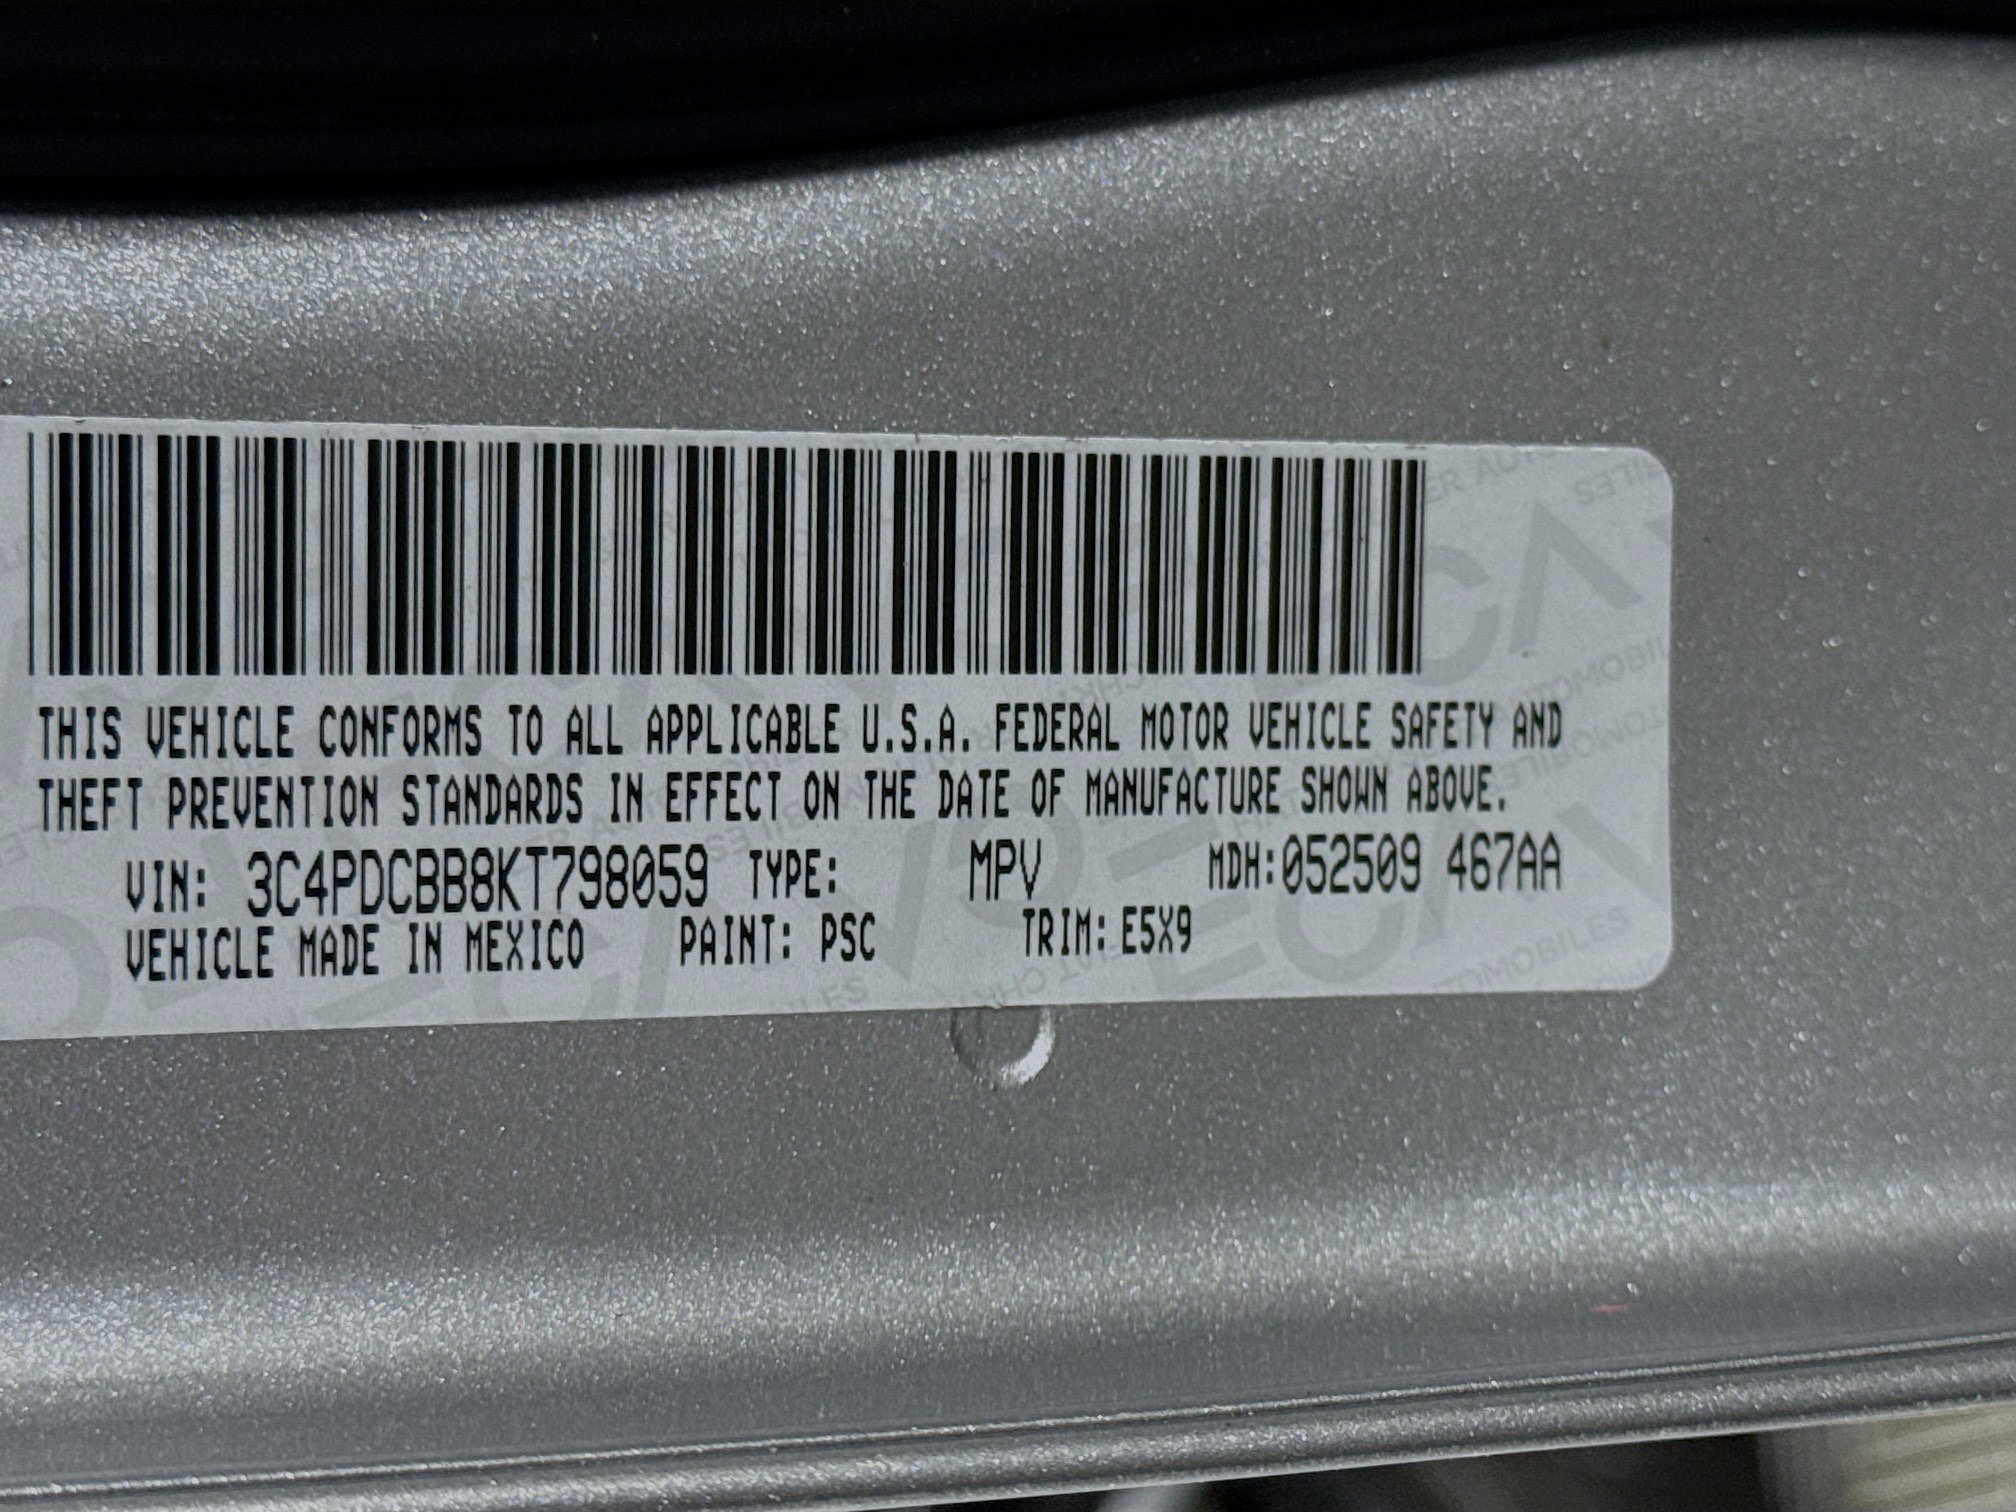 THIS VEHICLE CONFORMS TO ALL APPLICABLE U.S.A. FEDERAL MOTOR VEHICLE SAFETY AND
THEFT PREVENTION STANDARDS IN EFFECT ON THE DATE OF MANUFACTURE SHOWN ABOVE.
VIN: 3C4PDCBB8KT798059 TYPE: MPV MDH:052509 467AA
VEHICLE MADE IN MEXICO PAINT: PSC TRIM: E5X9